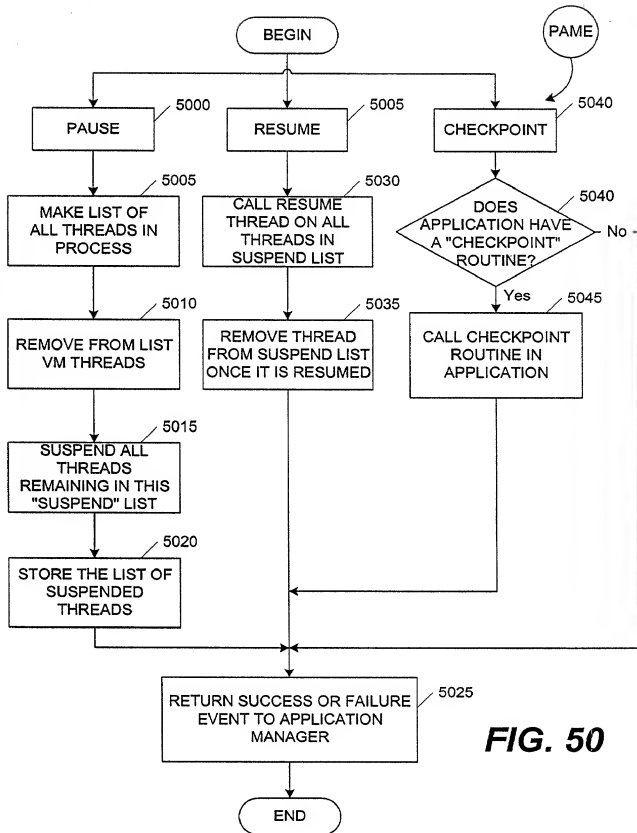 BEGIN
PAME
PAUSE
5000
RESUME
5005
CHECKPOINT
5040
MAKE LIST OF
ALL THREADS IN
PROCESS
5005
CALL RESUME
THREAD ON ALL
THREADS IN
SUSPEND LIST
5030
DOES
APPLICATION HAVE
A "CHECKPOINT"
ROUTINE?
5040
No
Yes
REMOVE FROM LIST
VM THREADS
5010
REMOVE THREAD
FROM SUSPEND LIST
ONCE IT IS RESUMED
5035
CALL CHECKPOINT
ROUTINE IN
APPLICATION
5045
SUSPEND ALL
THREADS
REMAINING IN THIS
"SUSPEND" LIST
5015
STORE THE LIST OF
SUSPENDED
THREADS
5020
RETURN SUCCESS OR FAILURE
EVENT TO APPLICATION
MANAGER
5025
FIG. 50
END